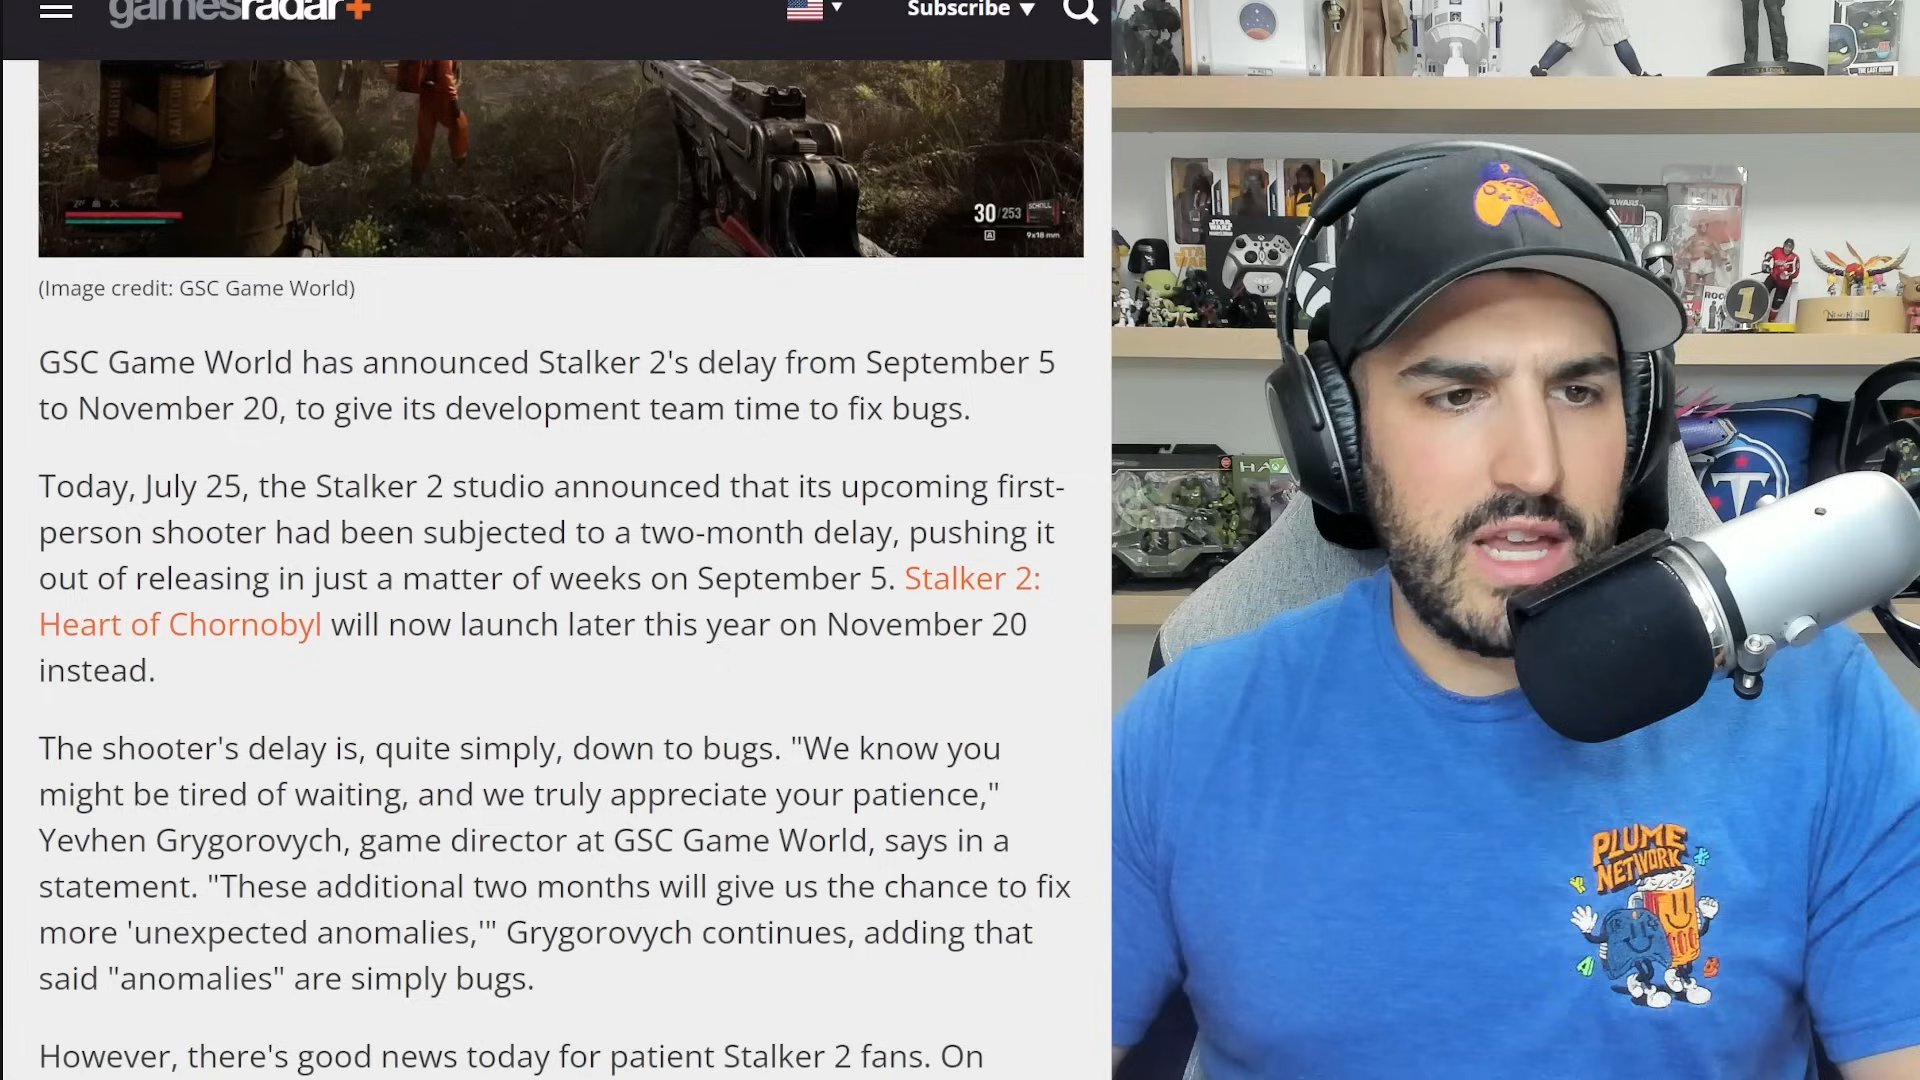 gamesradar+
Subscribe
30/253
9x18 mm
(Image credit: GSC Game World)
GSC Game World has announced Stalker 2's delay from September 5
to November 20, to give its development team time to fix bugs.
Today, July 25, the Stalker 2 studio announced that its upcoming first-
person shooter had been subjected to a two-month delay, pushing it
out of releasing in just a matter of weeks on September 5. Stalker 2:
Heart of Chornobyl will now launch later this year on November 20
instead.
The shooter's delay is, quite simply, down to bugs. "We know you
might be tired of waiting, and we truly appreciate your patience,"
Yevhen Grygorovych, game director at GSC Game World, says in a
statement. "These additional two months will give us the chance to fix
more 'unexpected anomalies,'" Grygorovych continues, adding that
said "anomalies" are simply bugs.
However, there's good news today for patient Stalker 2 fans. On
P
ROCKY
STAR WARS
1
T
PLUME
NETWORK
Y
X
A
B